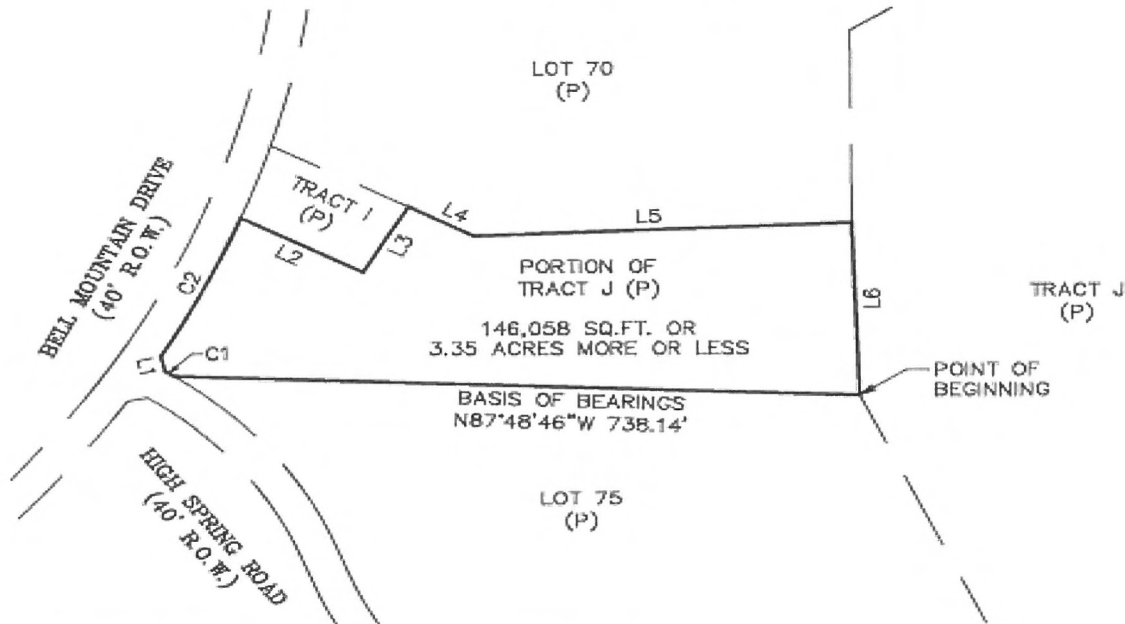 LOT 70
(P)
BELL MOUNTAIN DRIVE
(40' R.O.W.)
TRACT I
(P)
L4
L5
L2
L3
C2
PORTION OF
TRACT J (P)
L6
TRACT J
(P)
146,058 SQ.FT. OR
3.35 ACRES MORE OR LESS
L1
C1
POINT OF
BEGINNING
BASIS OF BEARINGS
N87°48'46"W 738.14'
HIGH SPRING ROAD
(40' R.O.W.)
LOT 75
(P)